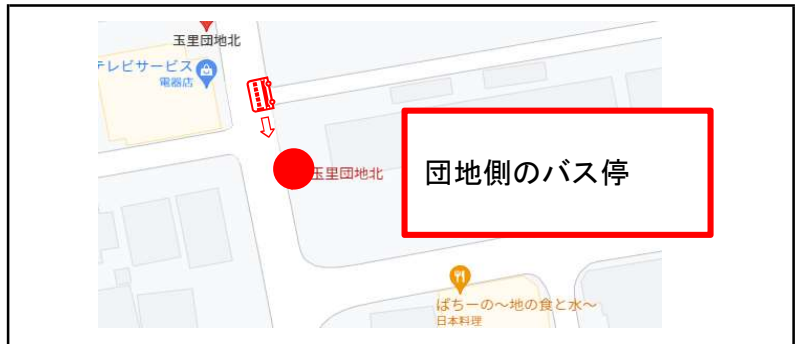 玉里団地北
テレビサービス
電器店
玉里団地北
団地側のバス停
ぱちーの〜地の食と水〜
日本料理